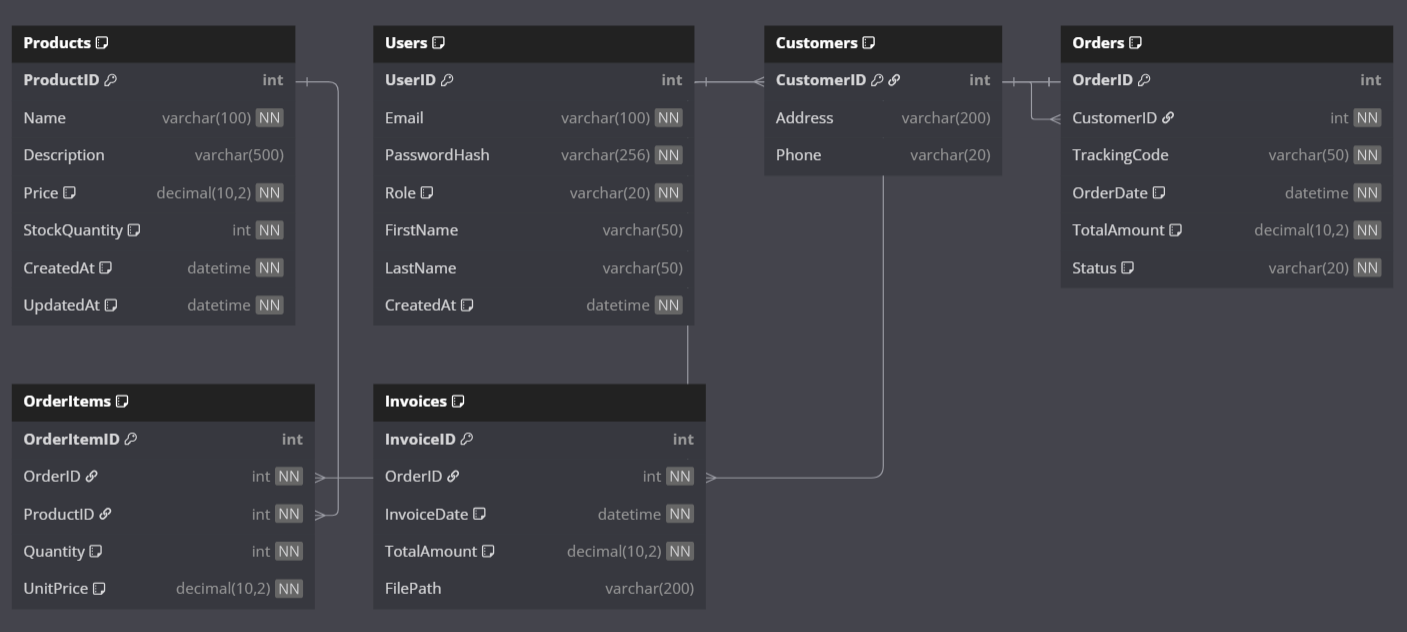 Products
ProductID int
Name varchar(100) NN
Description varchar(500)
Price decimal(10,2) NN
StockQuantity int NN
CreatedAt datetime NN
UpdatedAt datetime NN
Users
UserID int
Email varchar(100) NN
PasswordHash varchar(256) NN
Role varchar(20) NN
FirstName varchar(50)
LastName varchar(50)
CreatedAt datetime NN
Customers
CustomerID int
Address varchar(200)
Phone varchar(20)
Orders
OrderID int
CustomerID int NN
TrackingCode varchar(50) NN
OrderDate datetime NN
TotalAmount decimal(10,2) NN
Status varchar(20) NN
OrderItems
OrderItemID int
OrderID int NN
ProductID int NN
Quantity int NN
UnitPrice decimal(10,2) NN
Invoices
InvoiceID int
OrderID int NN
InvoiceDate datetime NN
TotalAmount decimal(10,2) NN
FilePath varchar(200)